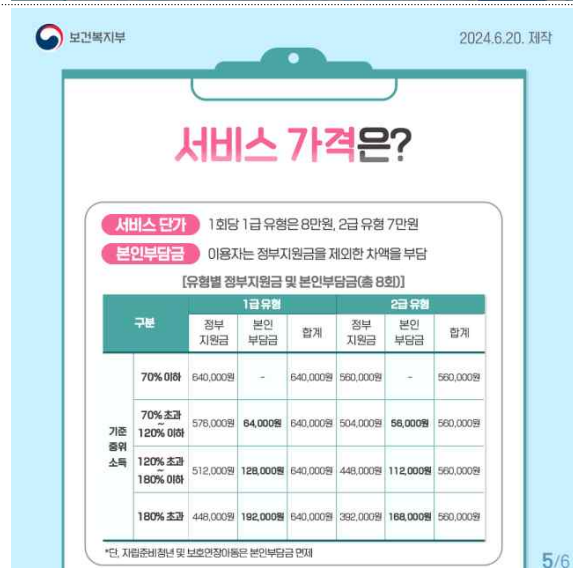 보건복지부
2024.6.20. 제작
서비스 가격은?
서비스 단가 1회당 1급 유형은 8만원, 2급 유형 7만원
본인부담금 이용자는 정부지원금을 제외한 차액을 부담
[유형별 정부지원금 및 본인부담금(총 8회)]
구분 1급 유형 2급 유형
정부 지원금 본인 부담금 합계 정부 지원금 본인 부담금 합계
기준 중위 소득
70% 이하 640,000원 - 640,000원 560,000원 - 560,000원
70% 초과 ~ 120% 이하 576,000원 64,000원 640,000원 504,000원 56,000원 560,000원
120% 초과 ~ 180% 이하 512,000원 128,000원 640,000원 448,000원 112,000원 560,000원
180% 초과 448,000원 192,000원 640,000원 392,000원 168,000원 560,000원
*단, 자립준비청년 및 보호연장아동은 본인부담금 면제
5/6